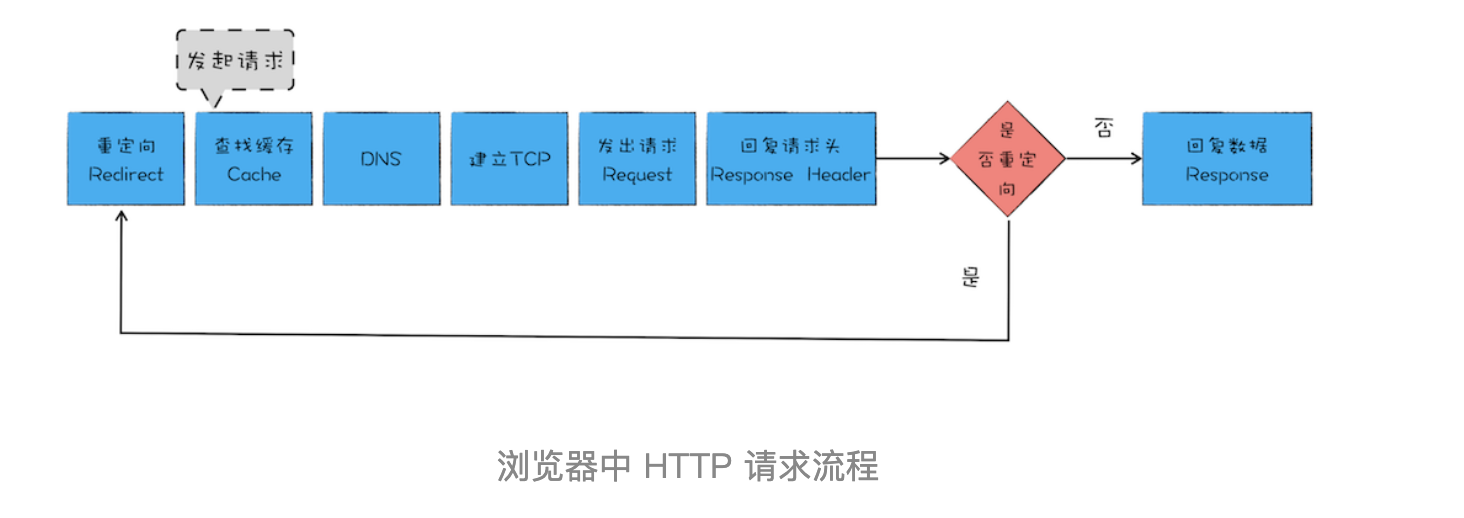 发起请求
重定向
Redirect
查找缓存
Cache
DNS
建立TCP
发出请求
Request
回复请求头
Response Header
是
否重定
向
否
回复数据
Response
是
浏览器中 HTTP 请求流程